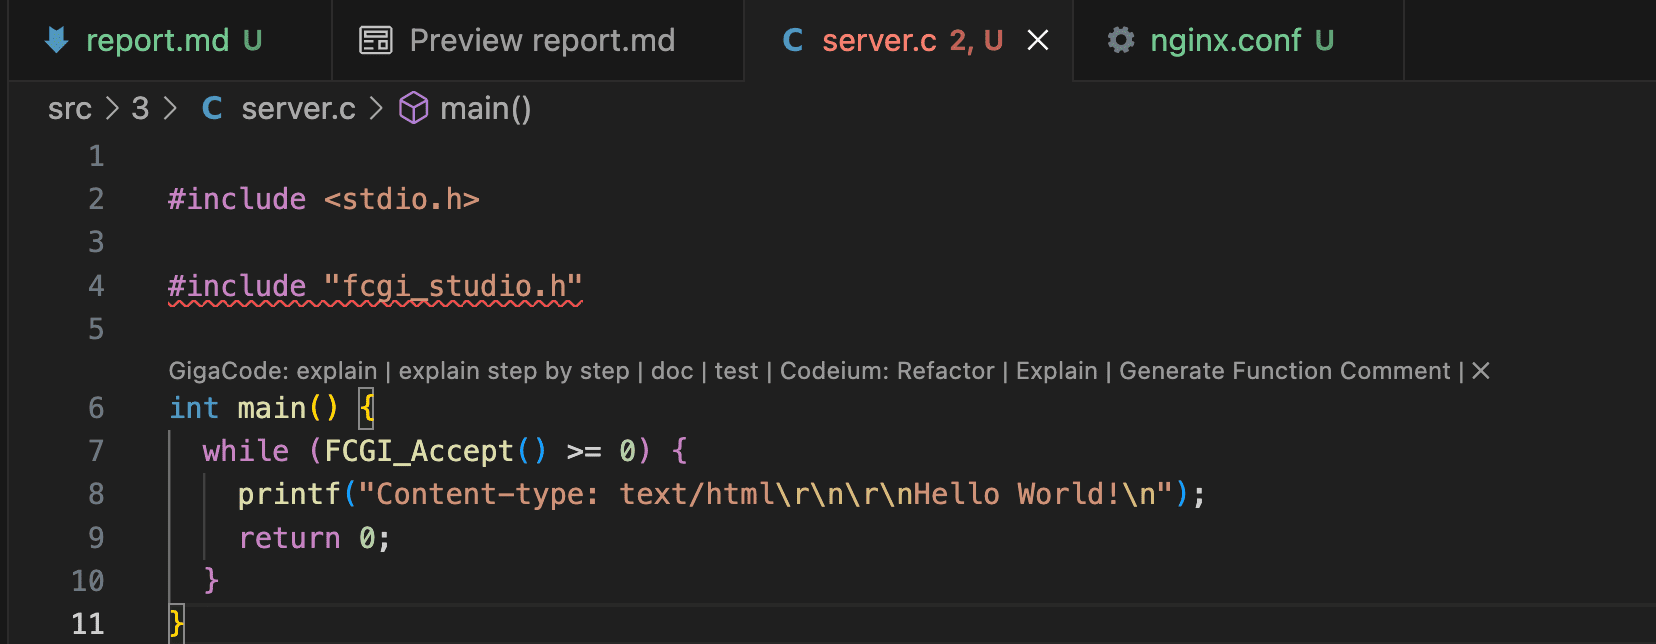 report.md U Preview report.md C server.c 2, U nginx.conf U
src > 3 > C server.c > main()
1
2 #include <stdio.h>
3
4 #include "fcgi_studio.h"
5
GigaCode: explain | explain step by step | doc | test | Codeium: Refactor | Explain | Generate Function Comment | ×
6 int main() {
7 while (FCGI_Accept() >= 0) {
8 printf("Content-type: text/html\r\n\r\nHello World!\n");
9 return 0;
10 }
11 }